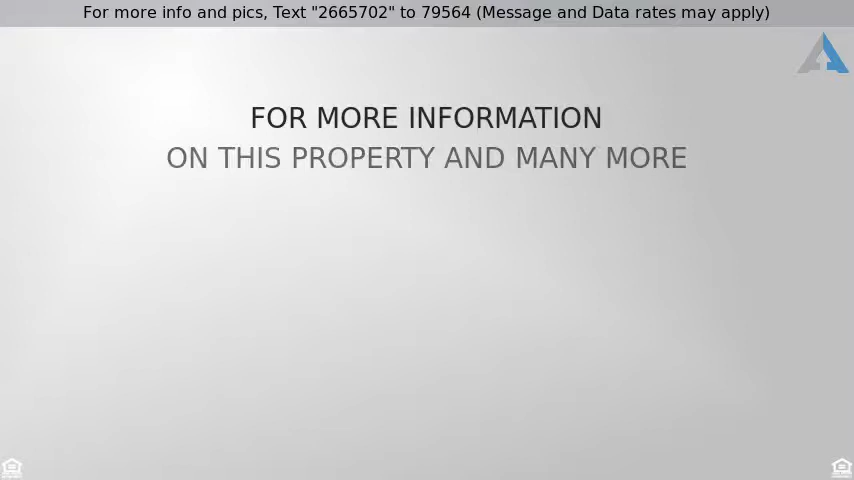 For more info and pics, Text "2665702" to 79564 (Message and Data rates may apply)
FOR MORE INFORMATION
ON THIS PROPERTY AND MANY MORE